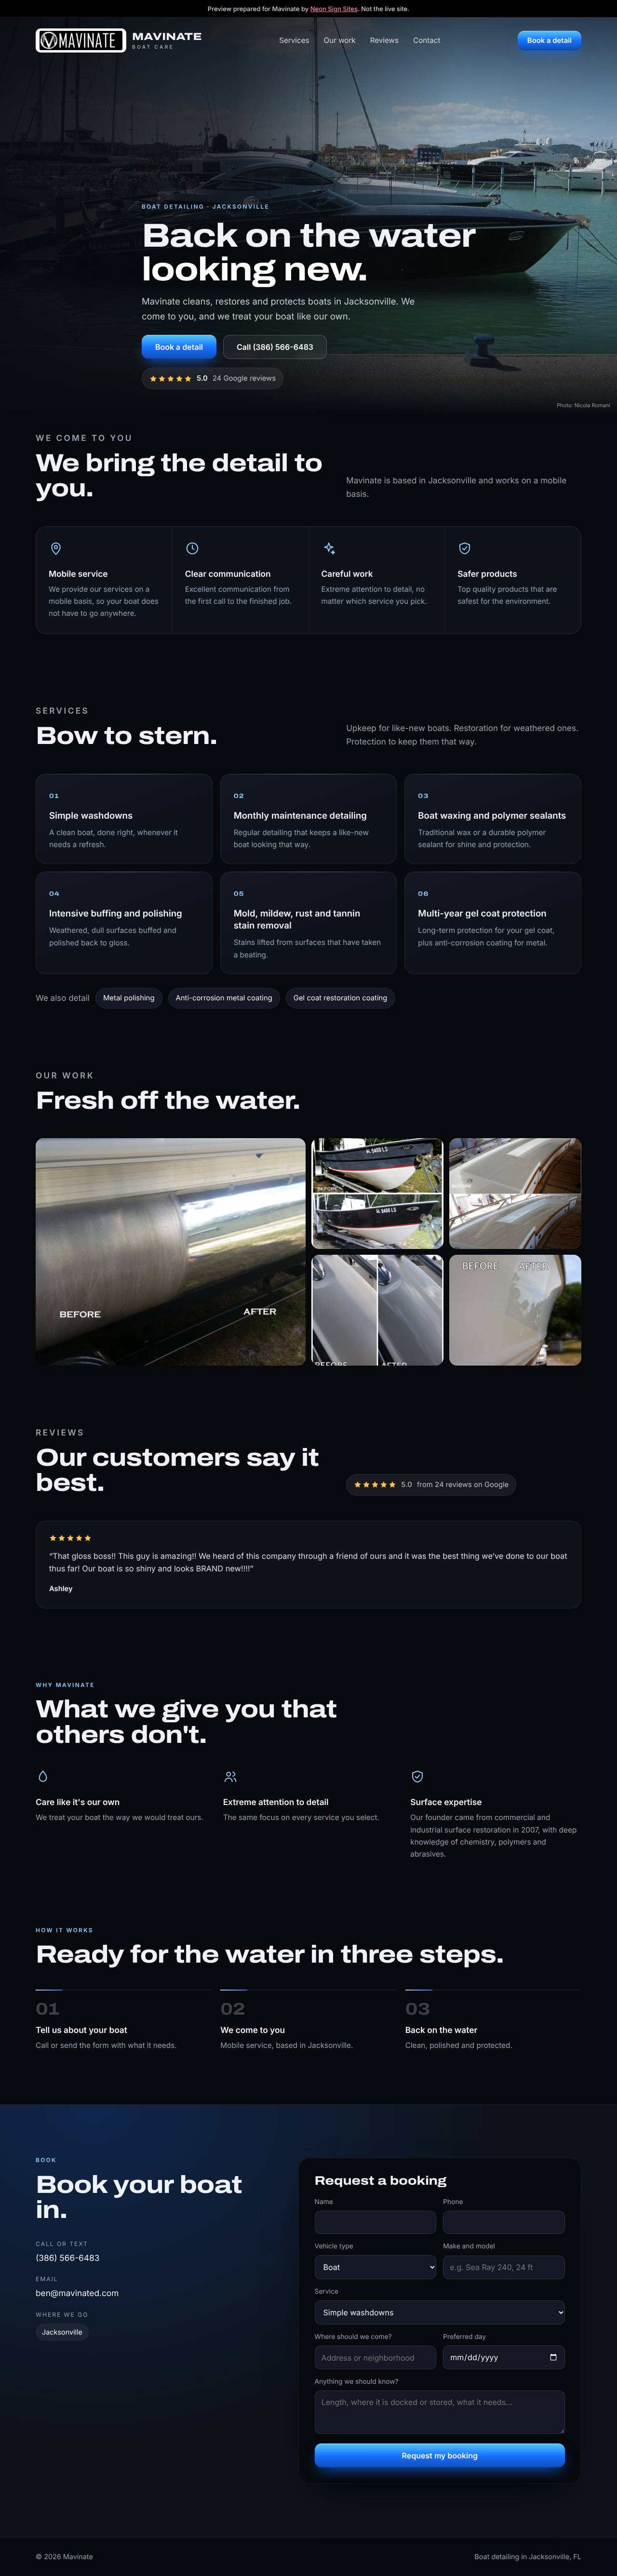 Preview prepared for Mavinate by Neon Sign Sites. Not the live site.
MAVINATE
MAVINATE
BOAT CARE
Services
Our work
Reviews
Contact
Book a detail
BOAT DETAILING · JACKSONVILLE
Back on the water
looking new.
Mavinate cleans, restores and protects boats in Jacksonville. We
come to you, and we treat your boat like our own.
Book a detail
Call (386) 566-6483
5.0 24 Google reviews
Photo: Nicola Romani
WE COME TO YOU
We bring the detail to
you.
Mavinate is based in Jacksonville and works on a mobile
basis.
Mobile service
We provide our services on a
mobile basis, so your boat does
not have to go anywhere.
Clear communication
Excellent communication from
the first call to the finished job.
Careful work
Extreme attention to detail, no
matter which service you pick.
Safer products
Top quality products that are
safest for the environment.
SERVICES
Bow to stern.
Upkeep for like-new boats. Restoration for weathered ones.
Protection to keep them that way.
01
Simple washdowns
A clean boat, done right, whenever it
needs a refresh.
02
Monthly maintenance detailing
Regular detailing that keeps a like-new
boat looking that way.
03
Boat waxing and polymer sealants
Traditional wax or a durable polymer
sealant for shine and protection.
04
Intensive buffing and polishing
Weathered, dull surfaces buffed and
polished back to gloss.
05
Mold, mildew, rust and tannin
stain removal
Stains lifted from surfaces that have taken
a beating.
06
Multi-year gel coat protection
Long-term protection for your gel coat,
plus anti-corrosion coating for metal.
We also detail
Metal polishing
Anti-corrosion metal coating
Gel coat restoration coating
OUR WORK
Fresh off the water.
BEFORE
AFTER
BEFORE
BEFORE
AFTER
BEFORE
AFTER
REVIEWS
Our customers say it
best.
5.0 from 24 reviews on Google
“That gloss boss!! This guy is amazing!! We heard of this company through a friend of ours and it was the best thing we've done to our boat
thus far! Our boat is so shiny and looks BRAND new!!!!”
Ashley
WHY MAVINATE
What we give you that
others don't.
Care like it's our own
We treat your boat the way we would treat ours.
Extreme attention to detail
The same focus on every service you select.
Surface expertise
Our founder came from commercial and
industrial surface restoration in 2007, with deep
knowledge of chemistry, polymers and
abrasives.
HOW IT WORKS
Ready for the water in three steps.
01
Tell us about your boat
Call or send the form with what it needs.
02
We come to you
Mobile service, based in Jacksonville.
03
Back on the water
Clean, polished and protected.
BOOK
Book your boat
in.
CALL OR TEXT
(386) 566-6483
EMAIL
ben@mavinated.com
WHERE WE GO
Jacksonville
Request a booking
Name
Phone
Vehicle type
Boat
Make and model
e.g. Sea Ray 240, 24 ft
Service
Simple washdowns
Where should we come?
Address or neighborhood
Preferred day
mm/dd/yyyy
Anything we should know?
Length, where it is docked or stored, what it needs...
Request my booking
© 2026 Mavinate
Boat detailing in Jacksonville, FL